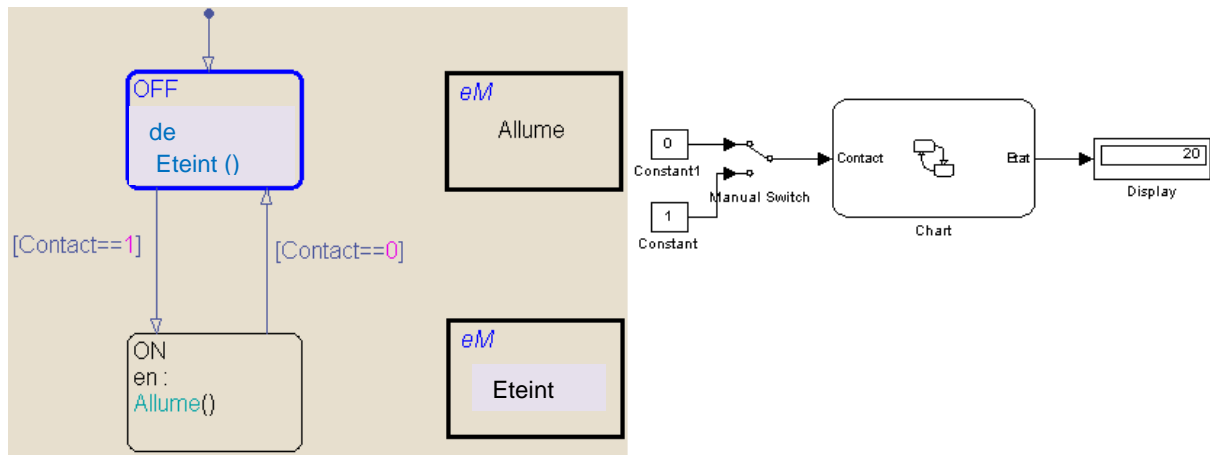 OFF
de
Eteint ()
eM
Allume
[Contact==1]
[Contact==0]
ON
en :
Allume()
eM
Eteint
0
Constant1
1
Constant
Manual Switch
Contact
Etat
Chart
20
Display